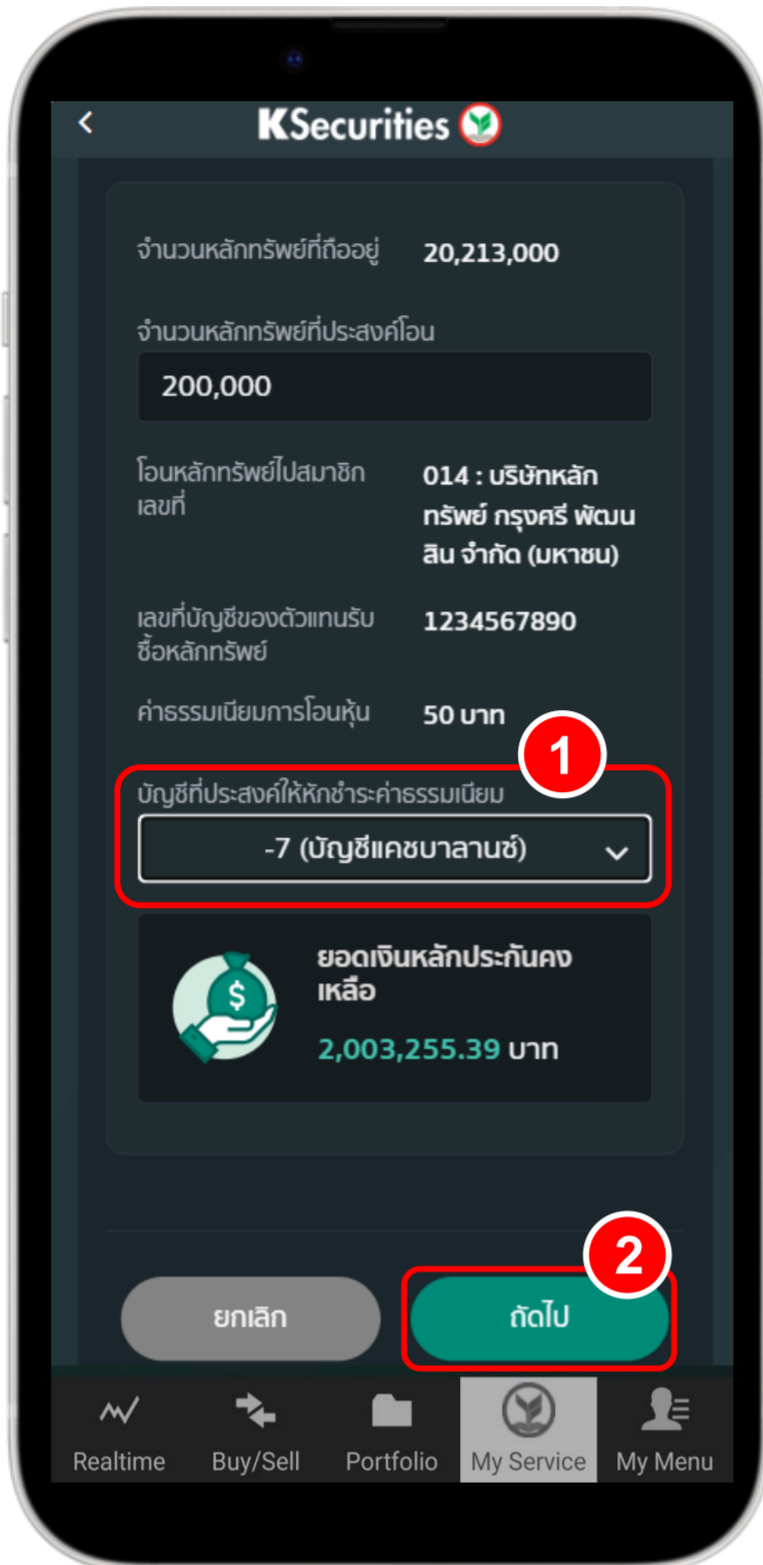 KSecurities
จำนวนหลักทรัพย์ที่ถืออยู่ 20,213,000
จำนวนหลักทรัพย์ที่ประสงค์โอน
200,000
โอนหลักทรัพย์ไปสมาชิก
เลขที่
014 : บริษัทหลัก
ทรัพย์ กรุงศรี พัฒน
สิน จำกัด (มหาชน)
เลขที่บัญชีของตัวแทนรับ
ซื้อหลักทรัพย์
1234567890
ค่าธรรมเนียมการโอนหุ้น 50 บาท
1
บัญชีที่ประสงค์ให้หักชำระค่าธรรมเนียม
-7 (บัญชีแคชบาลานซ์)
$
ยอดเงินหลักประกันคง
เหลือ
2,003,255.39 บาท
2
ยกเลิก ถัดไป
Realtime Buy/Sell Portfolio My Service My Menu